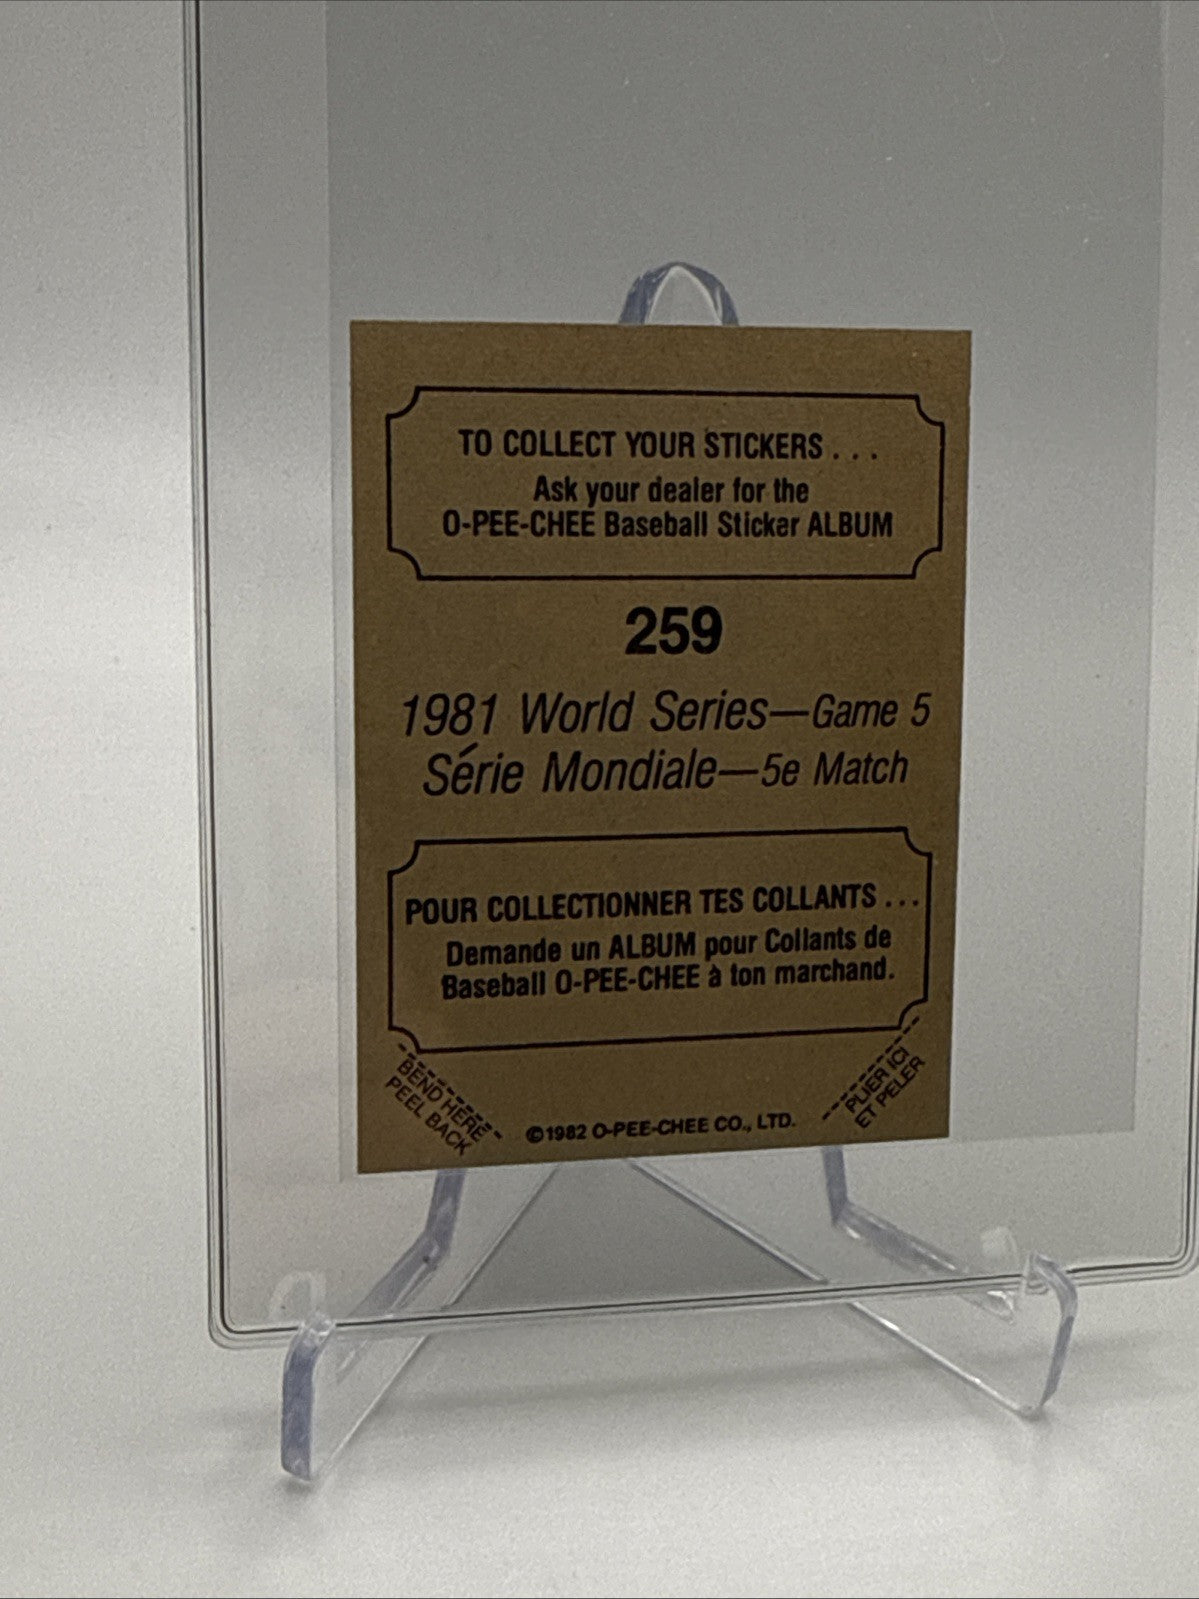 TO COLLECT YOUR STICKERS . . .
Ask your dealer for the
O-PEE-CHEE Baseball Sticker ALBUM
259
1981 World Series—Game 5
Série Mondiale—5e Match
POUR COLLECTIONNER TES COLLANTS . . .
Demande un ALBUM pour Collants de
Baseball O-PEE-CHEE à ton marchand.
BEND HERE
PEEL BACK
©1982 O-PEE-CHEE CO., LTD.
PLIER ICI
ET PELER